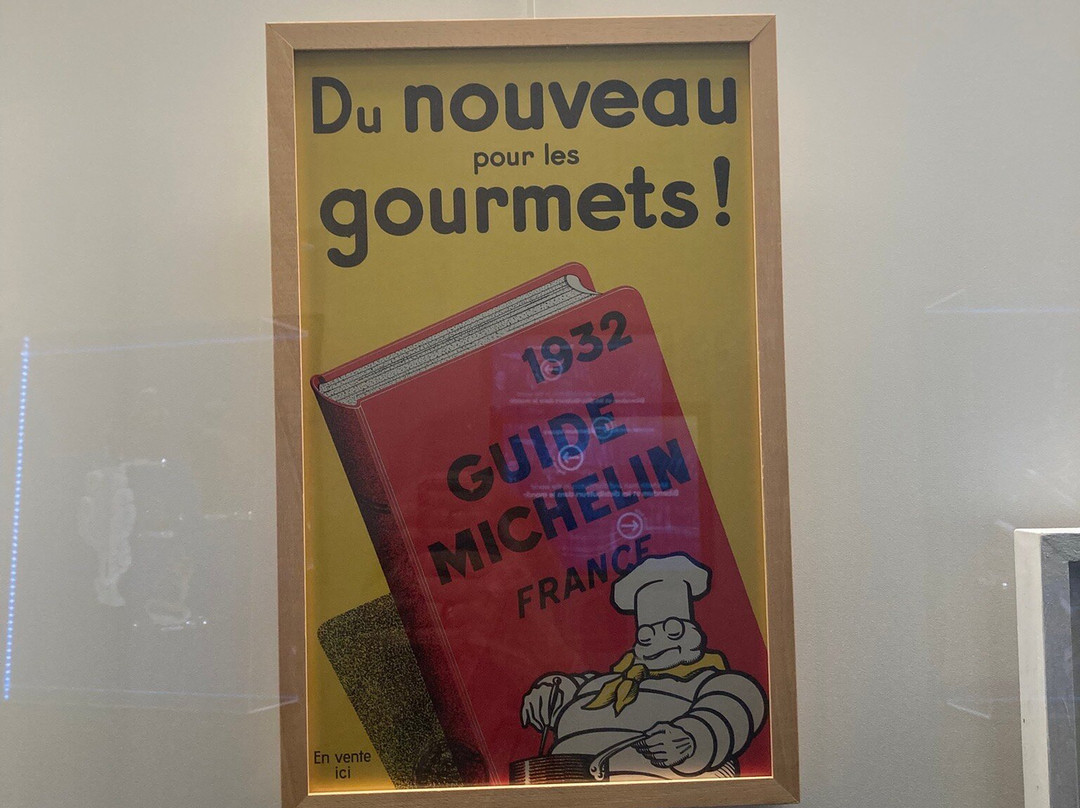 Du nouveau
pour les
gourmets !
1932
GUIDE
MICHELIN
FRANCE
En vente
ici